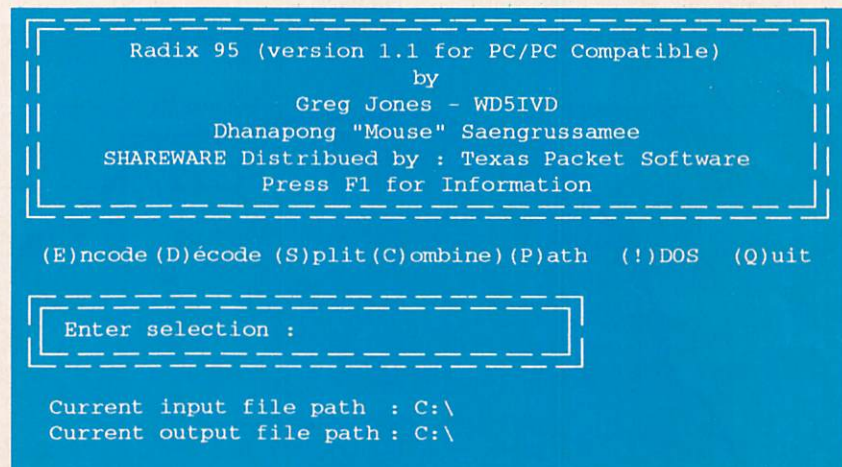 Radix 95 (version 1.1 for PC/PC Compatible)
by
Greg Jones - WD5IVD
Dhanapong "Mouse" Saengrussamee
SHAREWARE Distribued by : Texas Packet Software
Press F1 for Information
(E)ncode (D)écode (S)plit (C)ombine) (P)ath (!)DOS (Q)uit
Enter selection :
Current input file path : C:\
Current output file path : C:\